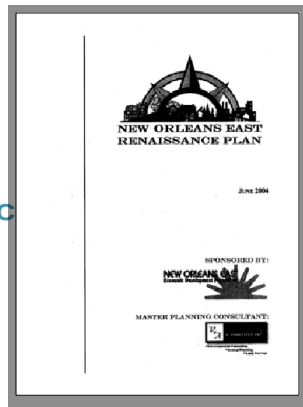 NEW ORLEANS EAST
RENAISSANCE PLAN
JUNE 2004
C
SPONSORED BY:
NEW ORLEANS EAST
MASTER PLANNING CONSULTANT: